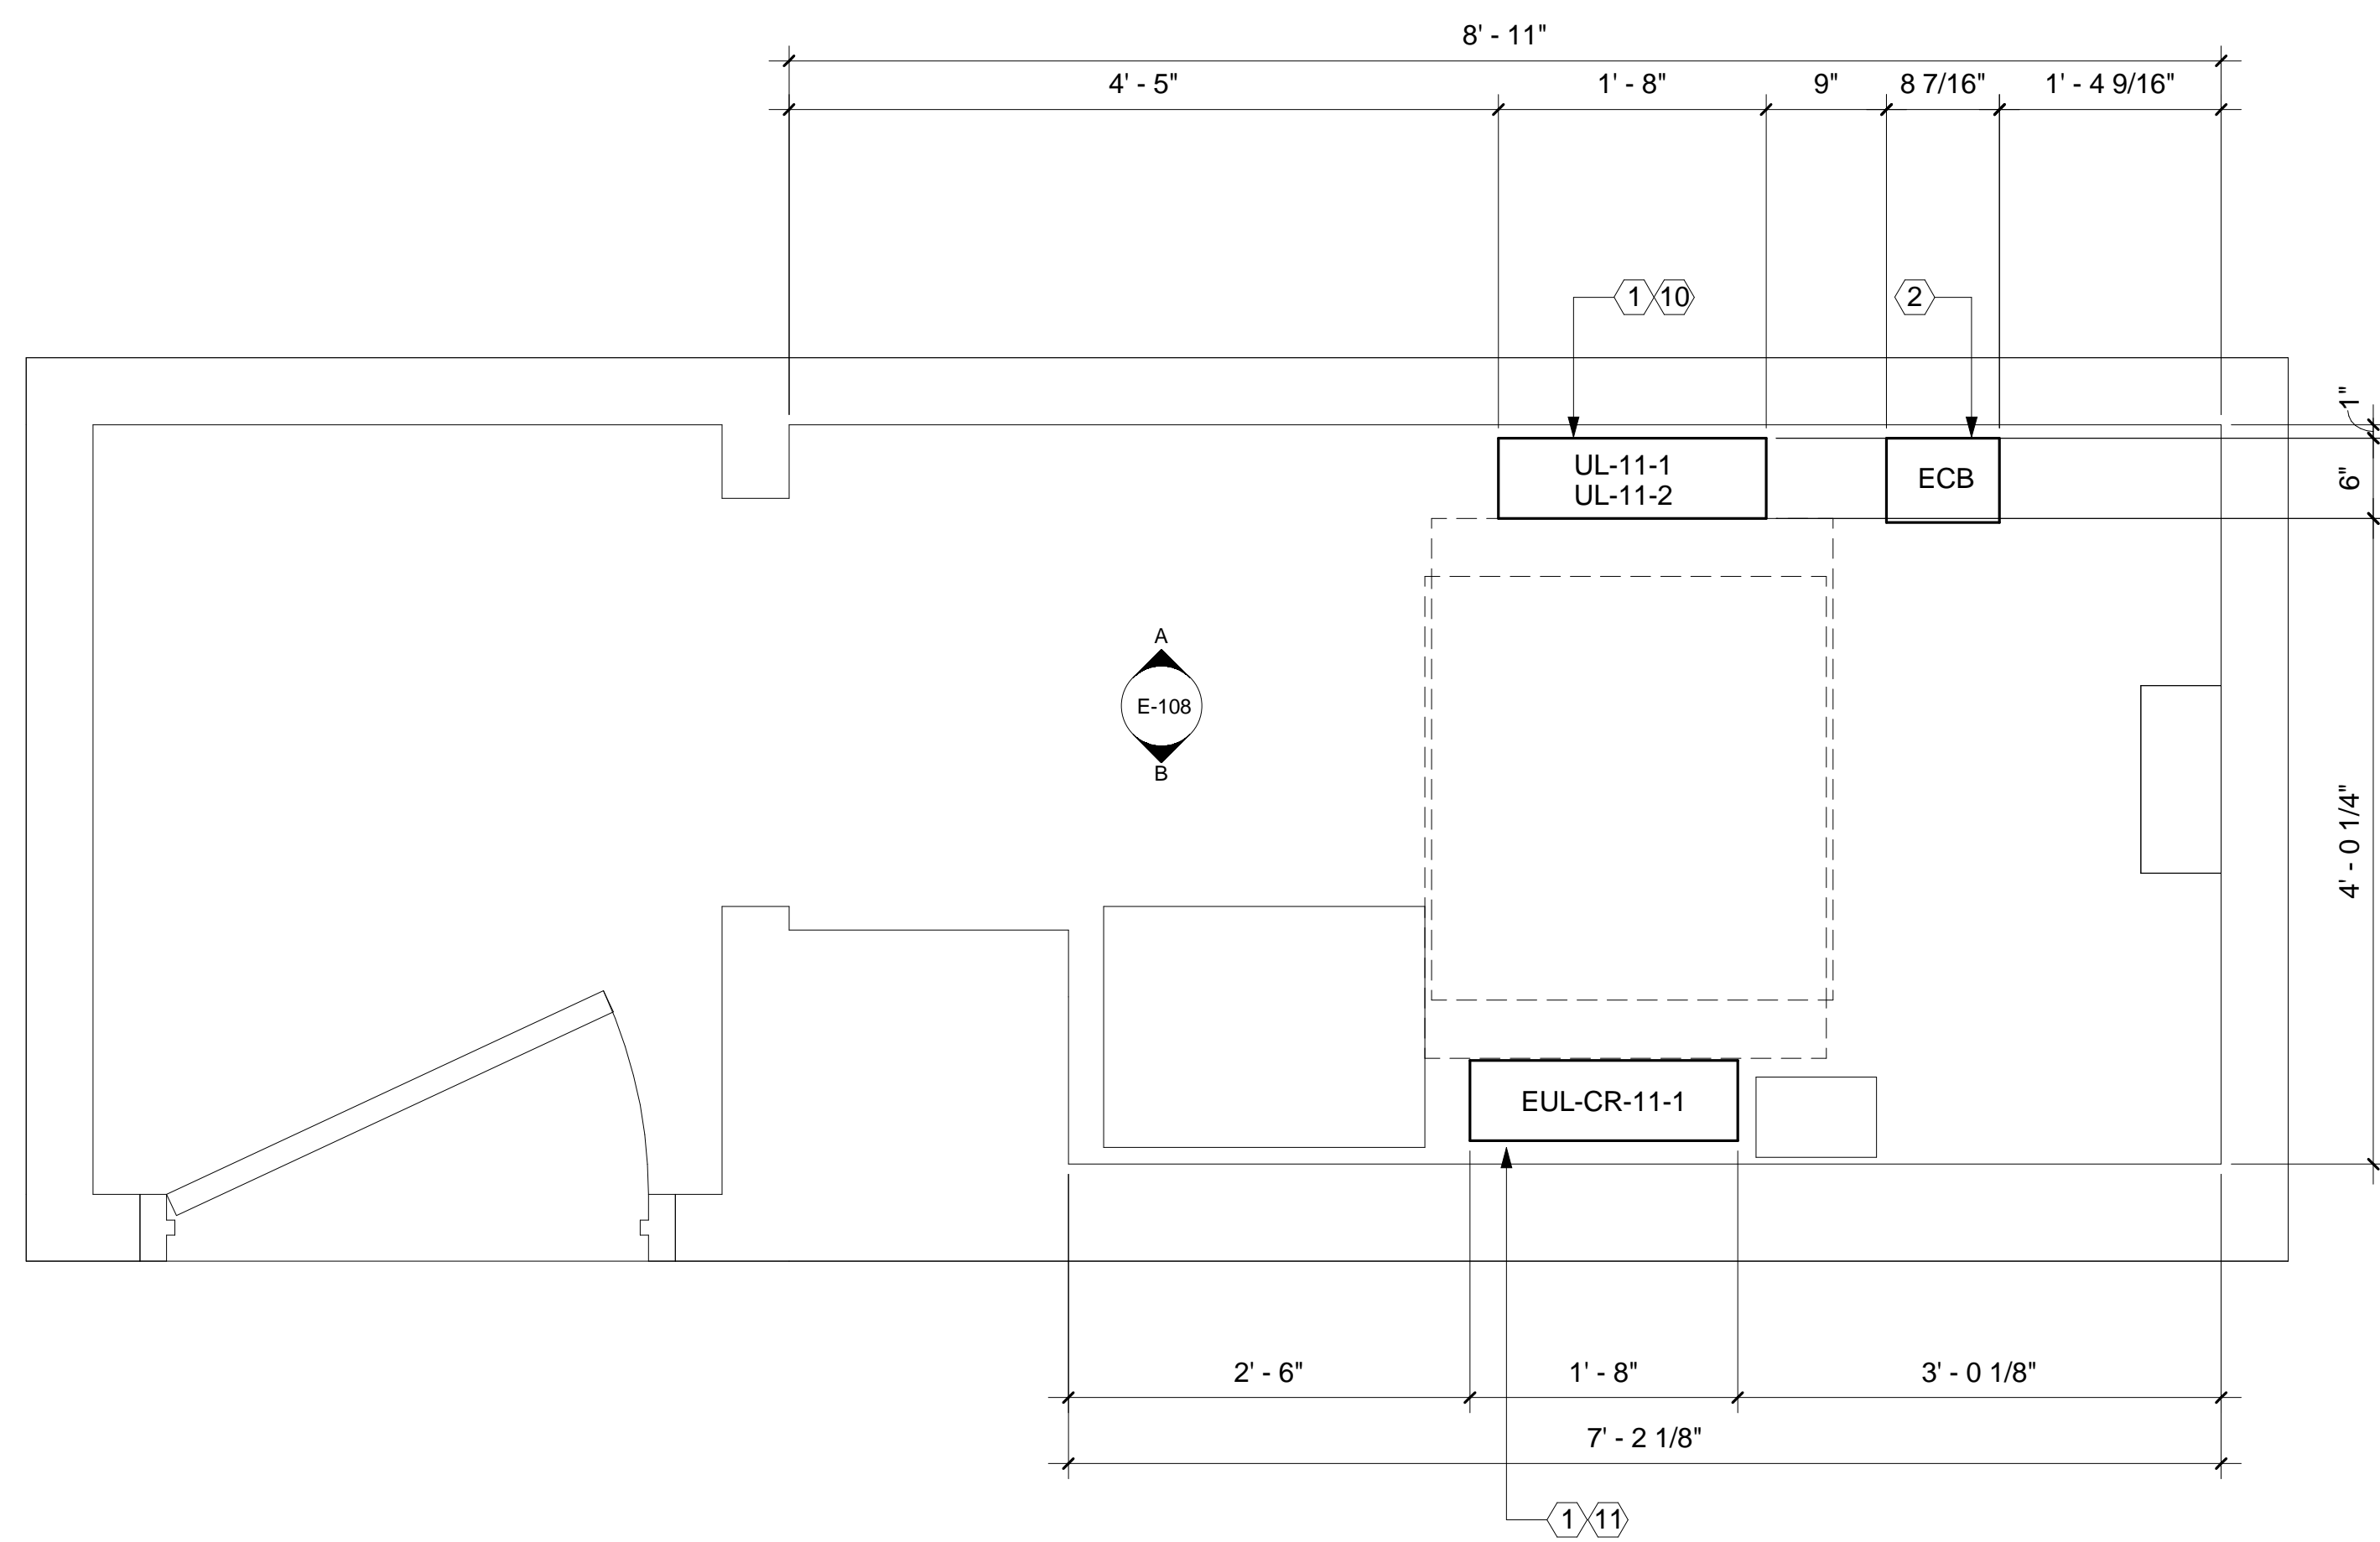 8' - 11"
4' - 5"
1' - 8"
9"
8 7/16"
1' - 4 9/16"
1
10
2
1"
UL-11-1
UL-11-2
ECB
6"
A
E-108
B
4' - 0 1/4"
EUL-CR-11-1
2' - 6"
1' - 8"
3' - 0 1/8"
7' - 2 1/8"
1
11